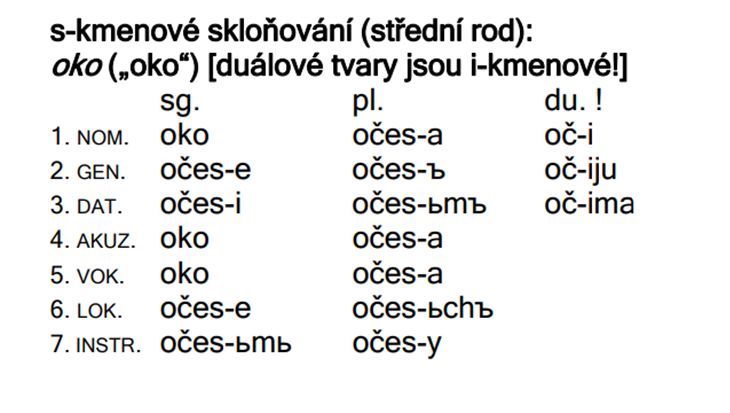 s-kmenové skloňování (střední rod):
oko („oko“) [duálové tvary jsou i-kmenové!]
sg. pl. du. !
1. NOM. oko očes-a oč-i
2. GEN. očes-e očes-ъ oč-iju
3. DAT. očes-i očes-ьmъ oč-ima
4. AKUZ. oko očes-a
5. VOK. oko očes-a
6. LOK. očes-e očes-ьchъ
7. INSTR. očes-ьmь očes-y